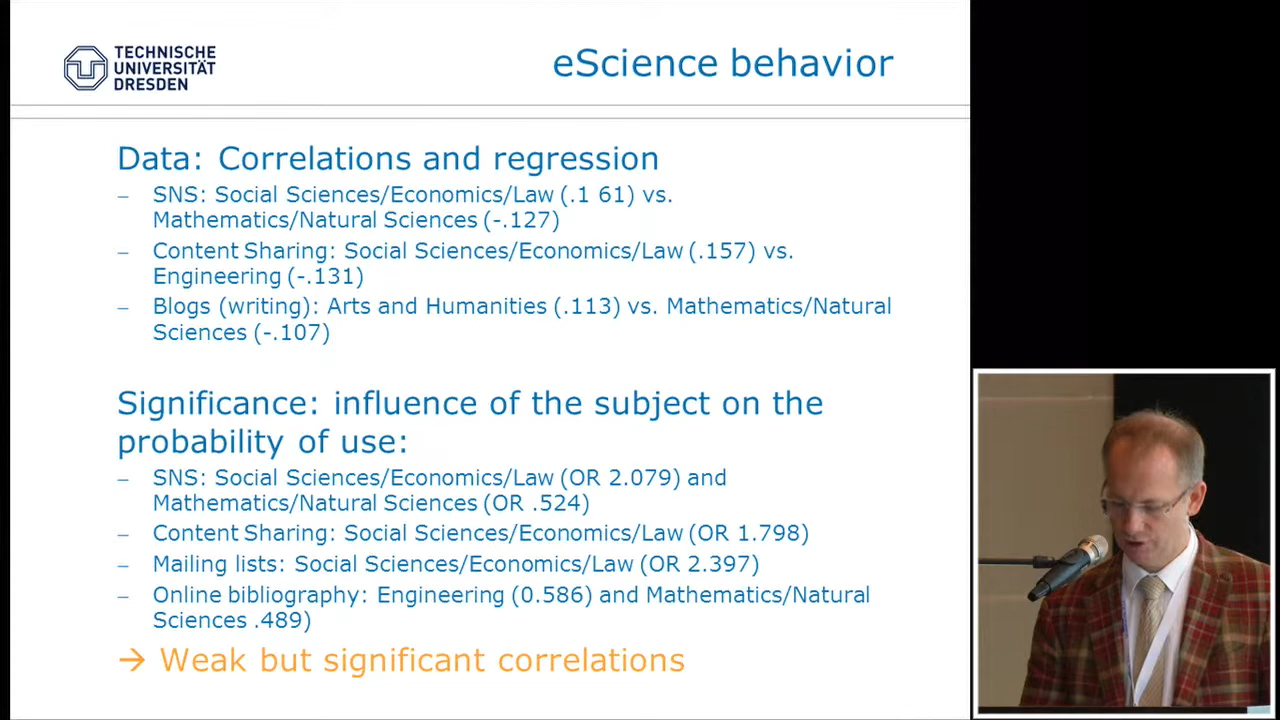 TECHNISCHE
UNIVERSITÄT
DRESDEN
eScience behavior
Data: Correlations and regression
– SNS: Social Sciences/Economics/Law (.1 61) vs.
Mathematics/Natural Sciences (-.127)
– Content Sharing: Social Sciences/Economics/Law (.157) vs.
Engineering (-.131)
– Blogs (writing): Arts and Humanities (.113) vs. Mathematics/Natural
Sciences (-.107)
Significance: influence of the subject on the
probability of use:
– SNS: Social Sciences/Economics/Law (OR 2.079) and
Mathematics/Natural Sciences (OR .524)
– Content Sharing: Social Sciences/Economics/Law (OR 1.798)
– Mailing lists: Social Sciences/Economics/Law (OR 2.397)
– Online bibliography: Engineering (0.586) and Mathematics/Natural
Sciences .489)
→ Weak but significant correlations